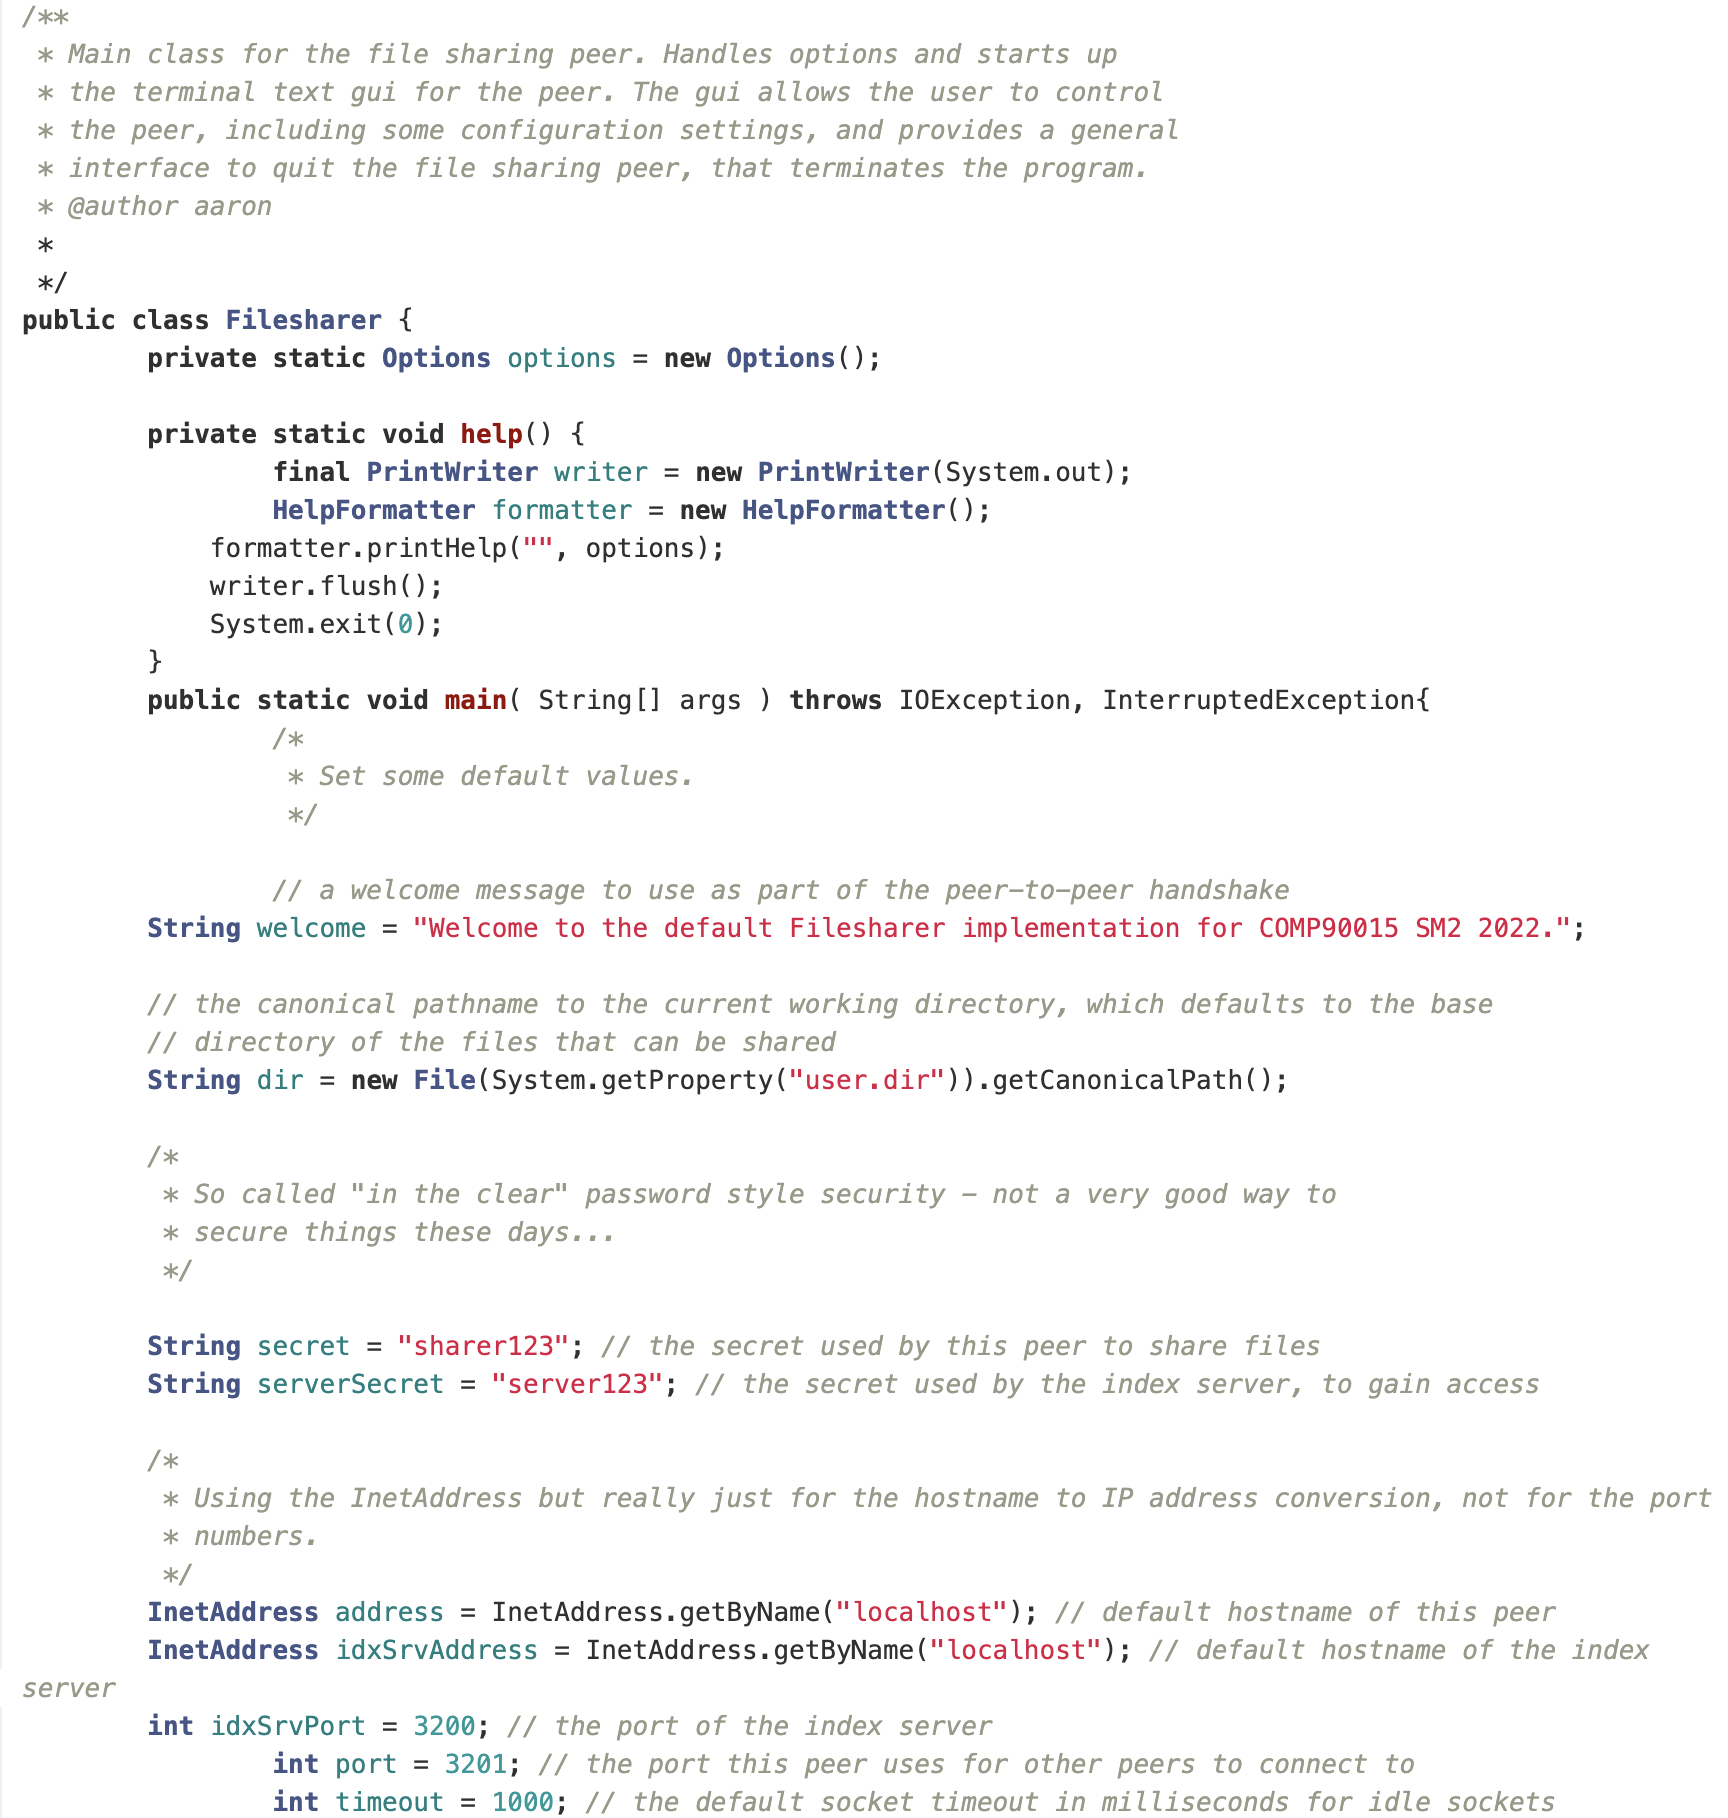 /**
 * Main class for the file sharing peer. Handles options and starts up
 * the terminal text gui for the peer. The gui allows the user to control
 * the peer, including some configuration settings, and provides a general
 * interface to quit the file sharing peer, that terminates the program.
 * @author aaron
 *
 */
public class Filesharer {
        private static Options options = new Options();

        private static void help() {
                final PrintWriter writer = new PrintWriter(System.out);
                HelpFormatter formatter = new HelpFormatter();
            formatter.printHelp("", options);
            writer.flush();
            System.exit(0);
        }
        public static void main( String[] args ) throws IOException, InterruptedException{
                /*
                 * Set some default values.
                 */

                // a welcome message to use as part of the peer-to-peer handshake
        String welcome = "Welcome to the default Filesharer implementation for COMP90015 SM2 2022.";

        // the canonical pathname to the current working directory, which defaults to the base
        // directory of the files that can be shared
        String dir = new File(System.getProperty("user.dir")).getCanonicalPath();

        /*
         * So called "in the clear" password style security - not a very good way to
         * secure things these days...
         */

        String secret = "sharer123"; // the secret used by this peer to share files
        String serverSecret = "server123"; // the secret used by the index server, to gain access

        /*
         * Using the InetAddress but really just for the hostname to IP address conversion, not for the port
         * numbers.
         */
        InetAddress address = InetAddress.getByName("localhost"); // default hostname of this peer
        InetAddress idxSrvAddress = InetAddress.getByName("localhost"); // default hostname of the index
server
        int idxSrvPort = 3200; // the port of the index server
                int port = 3201; // the port this peer uses for other peers to connect to
                int timeout = 1000; // the default socket timeout in milliseconds for idle sockets